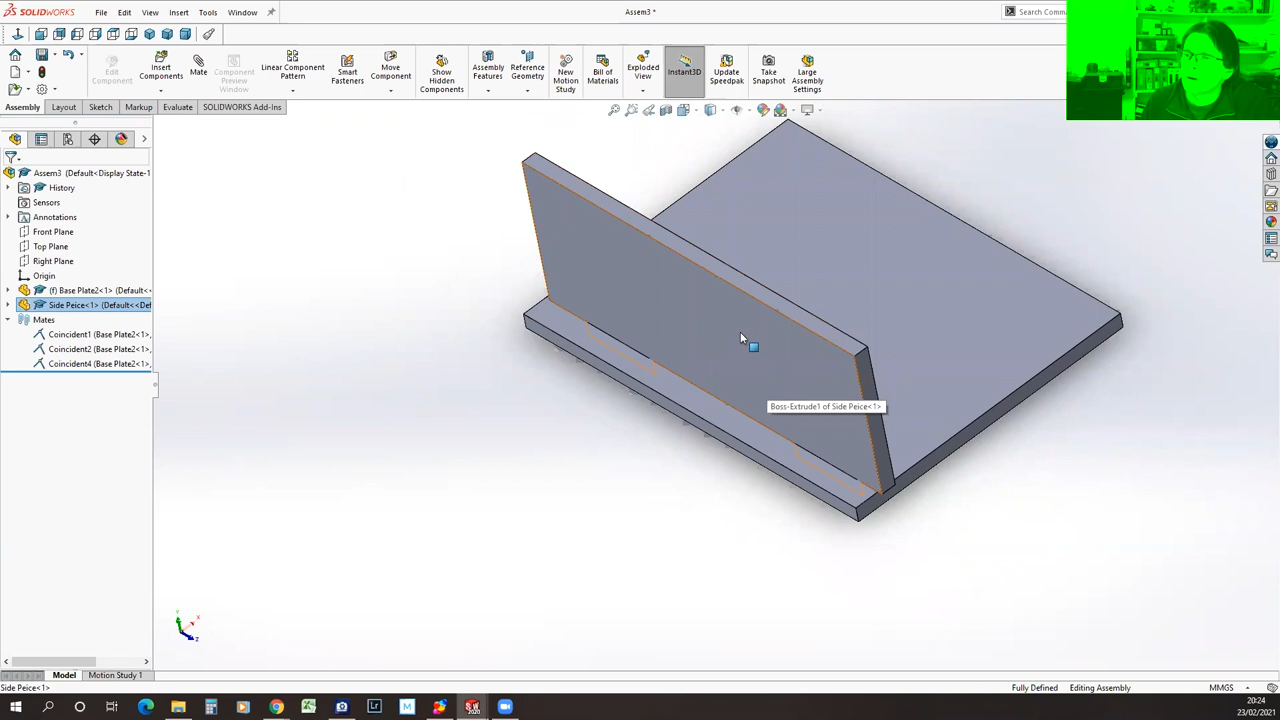 SOLIDWORKS
File Edit View Insert Tools Window
Assem3 *
Search Comma
Edit Component
Insert Components
Mate
Component Preview Window
Linear Component Pattern
Smart Fasteners
Move Component
Show Hidden Components
Assembly Features
Reference Geometry
New Motion Study
Bill of Materials
Exploded View
Instant3D
Update Speedpak
Take Snapshot
Large Assembly Settings
Assembly Layout Sketch Markup Evaluate SOLIDWORKS Add-Ins
Assem3 (Default<Display State-1
History
Sensors
Annotations
Front Plane
Top Plane
Right Plane
Origin
(f) Base Plate2<1> (Default<
Side Peice<1> (Default<<Def
Mates
Coincident1 (Base Plate2<1>,
Coincident2 (Base Plate2<1>,
Coincident4 (Base Plate2<1>,
Boss-Extrude1 of Side Peice<1>
Y
X
Z
Model Motion Study 1
Side Peice<1>
Fully Defined Editing Assembly MMGS
20:24
23/02/2021